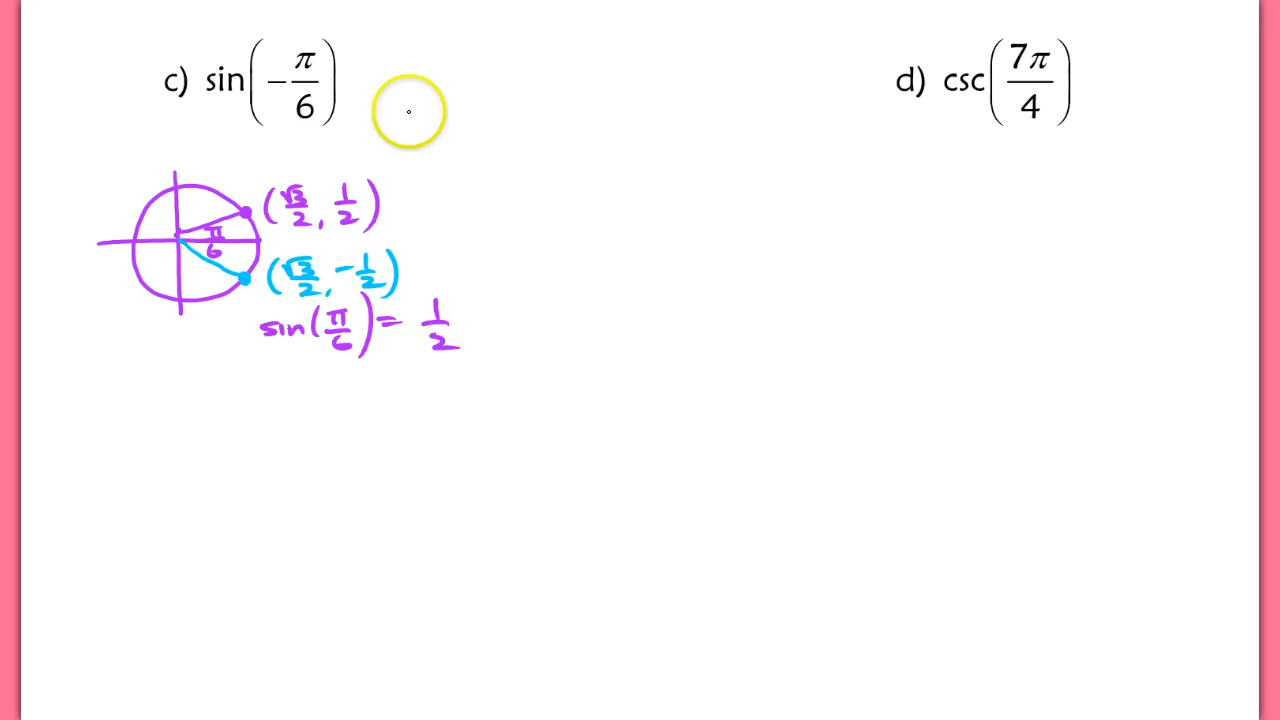 c) sin(-π/6)
d) csc(7π/4)
(√3/2, 1/2)
π/6
(√3/2, -1/2)
sin(π/6) = 1/2